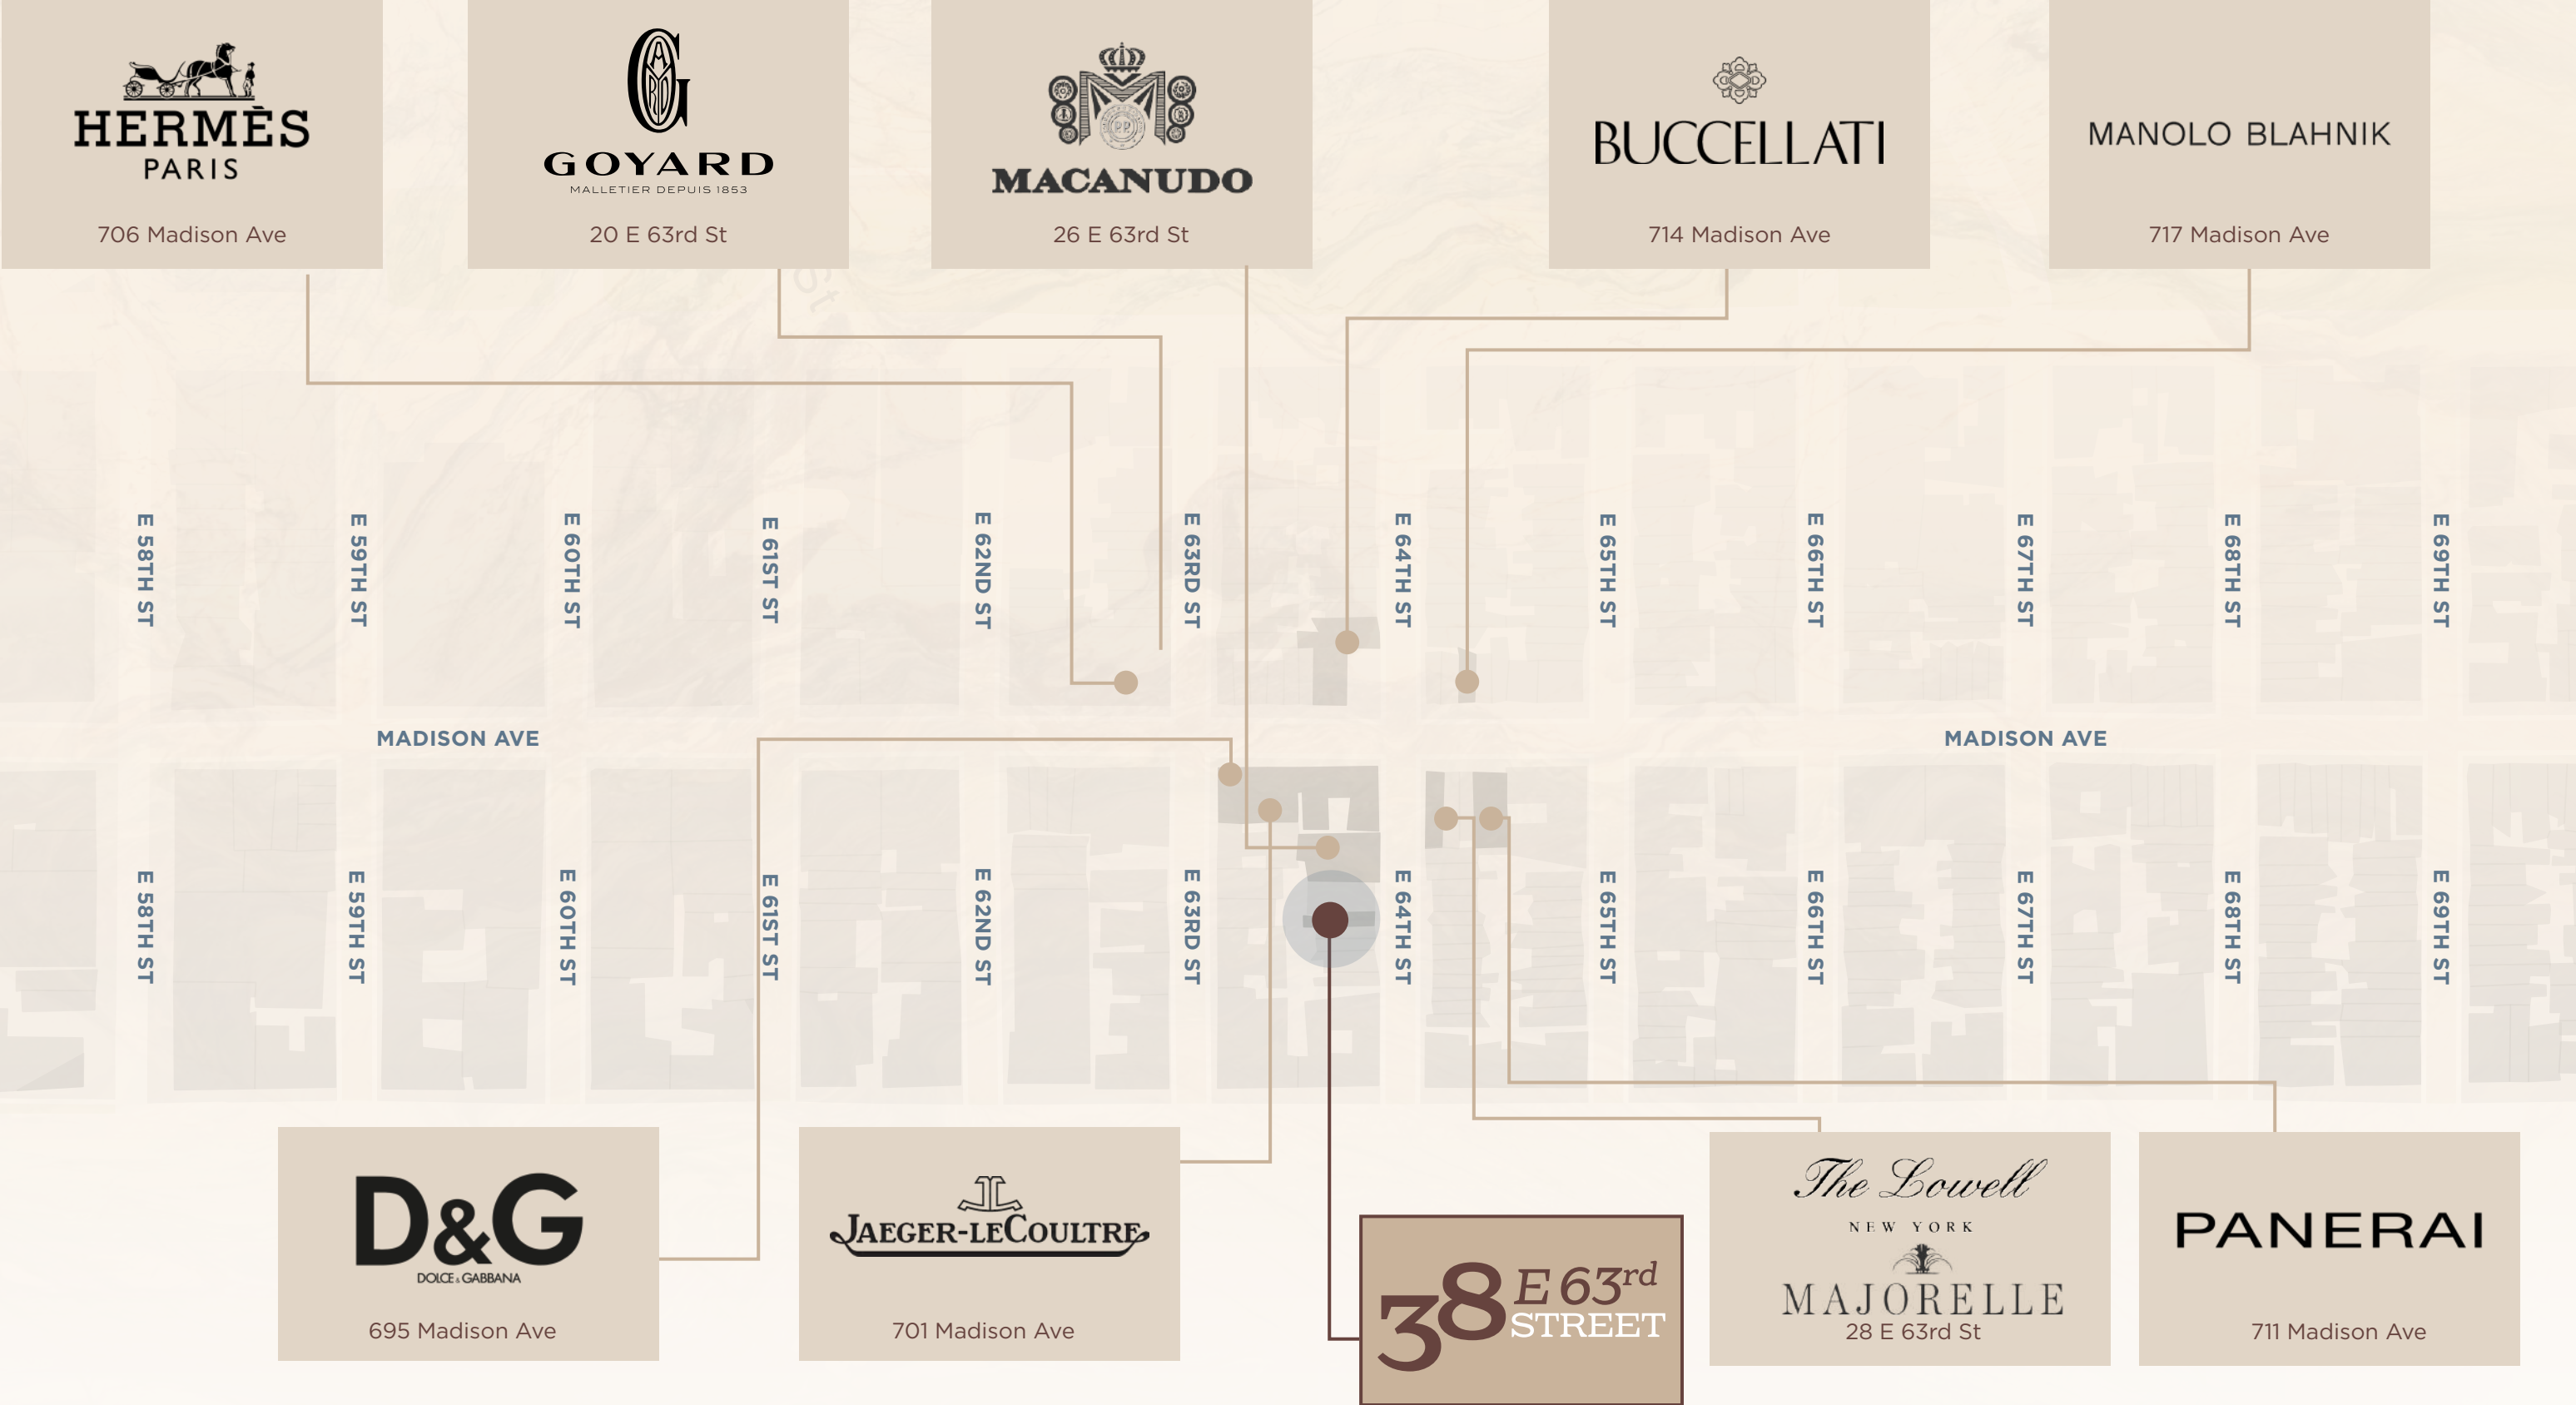 HERMÈS
PARIS
706 Madison Ave
GOYARD
MALLETIER DEPUIS 1853
20 E 63rd St
MACANUDO
26 E 63rd St
BUCCELLATI
714 Madison Ave
MANOLO BLAHNIK
717 Madison Ave
St
E 58TH ST
E 59TH ST
E 60TH ST
E 61ST ST
E 62ND ST
E 63RD ST
E 64TH ST
E 65TH ST
E 66TH ST
E 67TH ST
E 68TH ST
E 69TH ST
MADISON AVE
MADISON AVE
E 58TH ST
E 59TH ST
E 60TH ST
E 61ST ST
E 62ND ST
E 63RD ST
E 64TH ST
E 65TH ST
E 66TH ST
E 67TH ST
E 68TH ST
E 69TH ST
D&G
DOLCE & GABBANA
695 Madison Ave
JAEGER-LECOULTRE
701 Madison Ave
38 E 63rd
STREET
The Lowell
NEW YORK
MAJORELLE
28 E 63rd St
PANERAI
711 Madison Ave